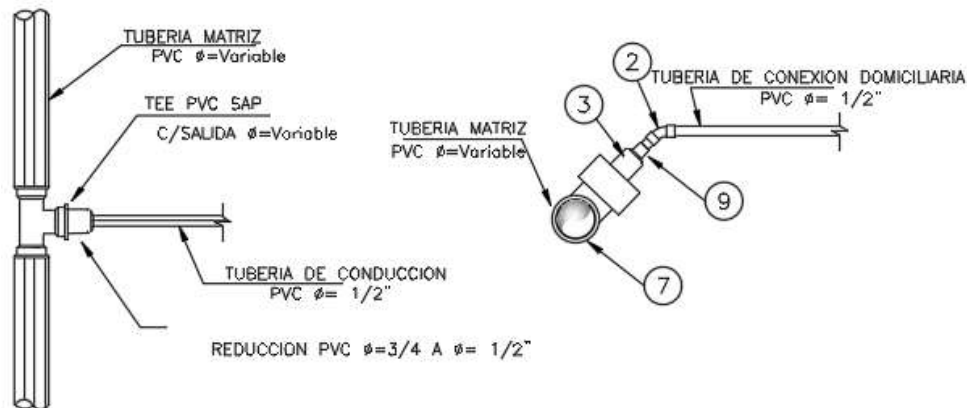 TUBERIA MATRIZ
PVC ø=Variable
TEE PVC SAP
C/SALIDA ø=Variable
TUBERIA DE CONDUCCION
PVC ø= 1/2"
REDUCCION PVC ø=3/4 A ø= 1/2"
2
TUBERIA DE CONEXION DOMICILIARIA
PVC ø= 1/2"
3
TUBERIA MATRIZ
PVC ø=Variable
9
7